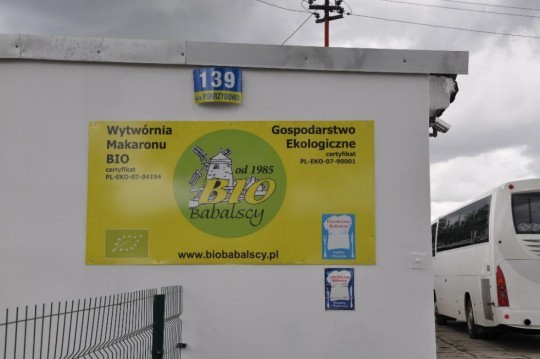 139
POKRZYDOWO
Wytwórnia
Makaronu
BIO
certyfikat
PL-EKO-07-04194
Gospodarstwo
Ekologiczne
certyfikat
PL-EKO-07-90001
od 1985
BIO
Babalscy
www.biobabalscy.pl